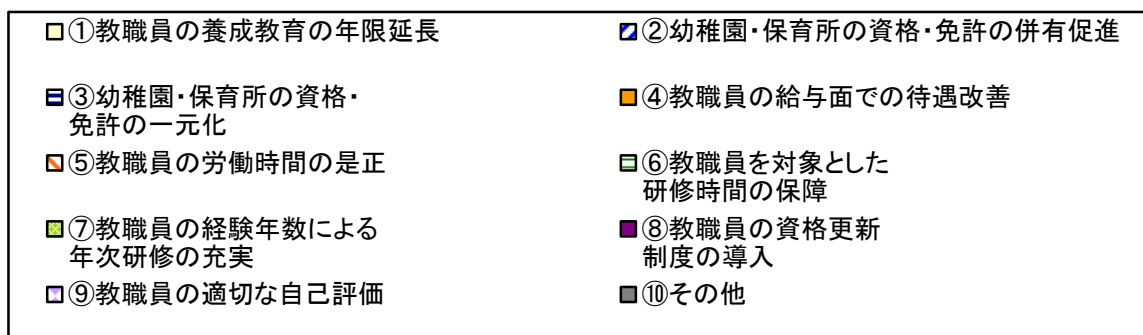 ①教職員の養成教育の年限延長
②幼稚園・保育所の資格・免許の併有促進
③幼稚園・保育所の資格・
免許の一元化
④教職員の給与面での待遇改善
⑤教職員の労働時間の是正
⑥教職員を対象とした
研修時間の保障
⑦教職員の経験年数による
年次研修の充実
⑧教職員の資格更新
制度の導入
⑨教職員の適切な自己評価
⑩その他